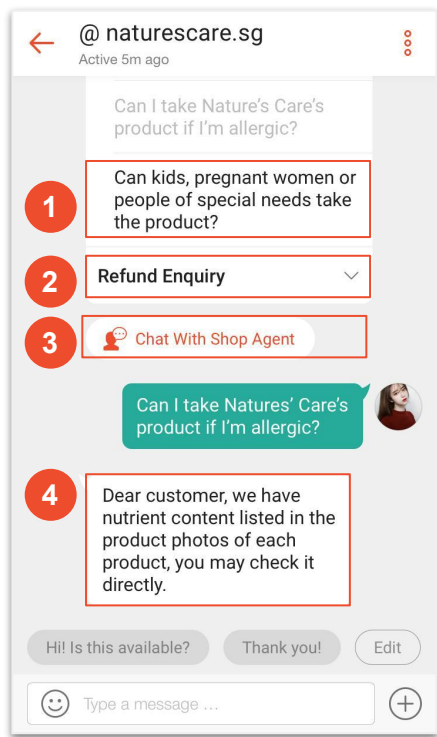 @ naturescare.sg
Active 5m ago
Can I take Nature's Care's
product if I'm allergic?
1
Can kids, pregnant women or
people of special needs take
the product?
2
Refund Enquiry
3
Chat With Shop Agent
Can I take Natures' Care's
product if I'm allergic?
4
Dear customer, we have
nutrient content listed in the
product photos of each
product, you may check it
directly.
Hi! Is this available?
Thank you!
Edit
Type a message ...